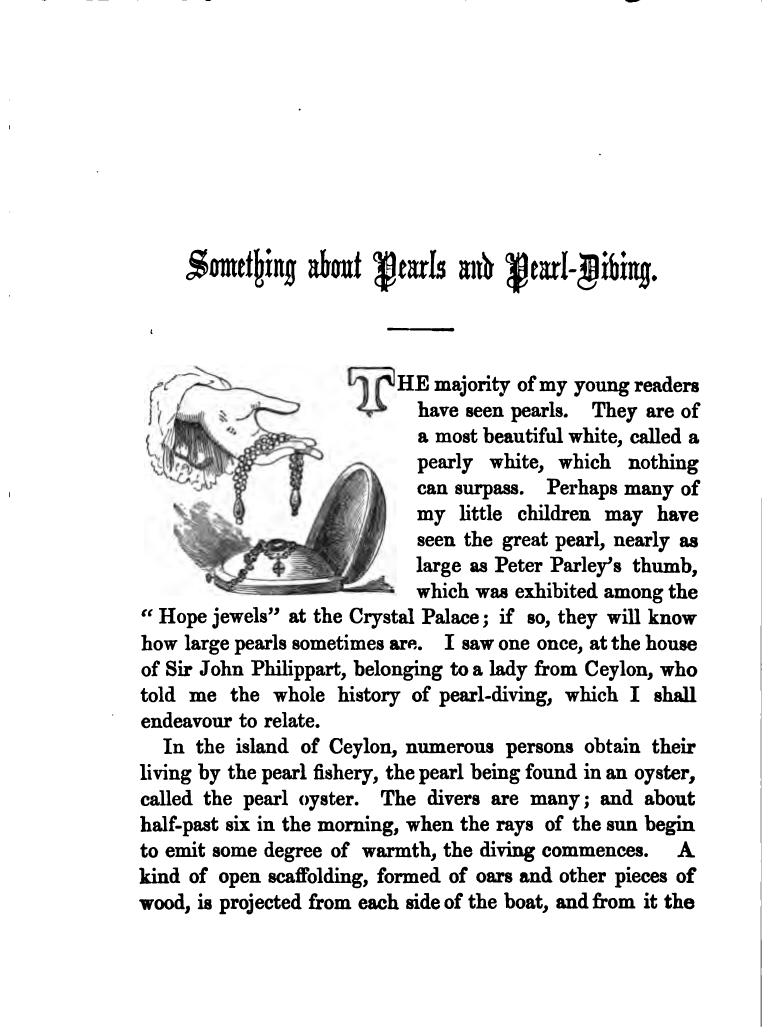 Something about Pearls and Pearl-Diving.
THE majority of my young readers
have seen pearls. They are of
a most beautiful white, called a
pearly white, which nothing
can surpass. Perhaps many of
my little children may have
seen the great pearl, nearly as
large as Peter Parley's thumb,
which was exhibited among the
“Hope jewels” at the Crystal Palace; if so, they will know
how large pearls sometimes are. I saw one once, at the house
of Sir John Philippart, belonging to a lady from Ceylon, who
told me the whole history of pearl-diving, which I shall
endeavour to relate.
In the island of Ceylon, numerous persons obtain their
living by the pearl fishery, the pearl being found in an oyster,
called the pearl oyster. The divers are many; and about
half-past six in the morning, when the rays of the sun begin
to emit some degree of warmth, the diving commences. A
kind of open scaffolding, formed of oars and other pieces of
wood, is projected from each side of the boat, and from it the